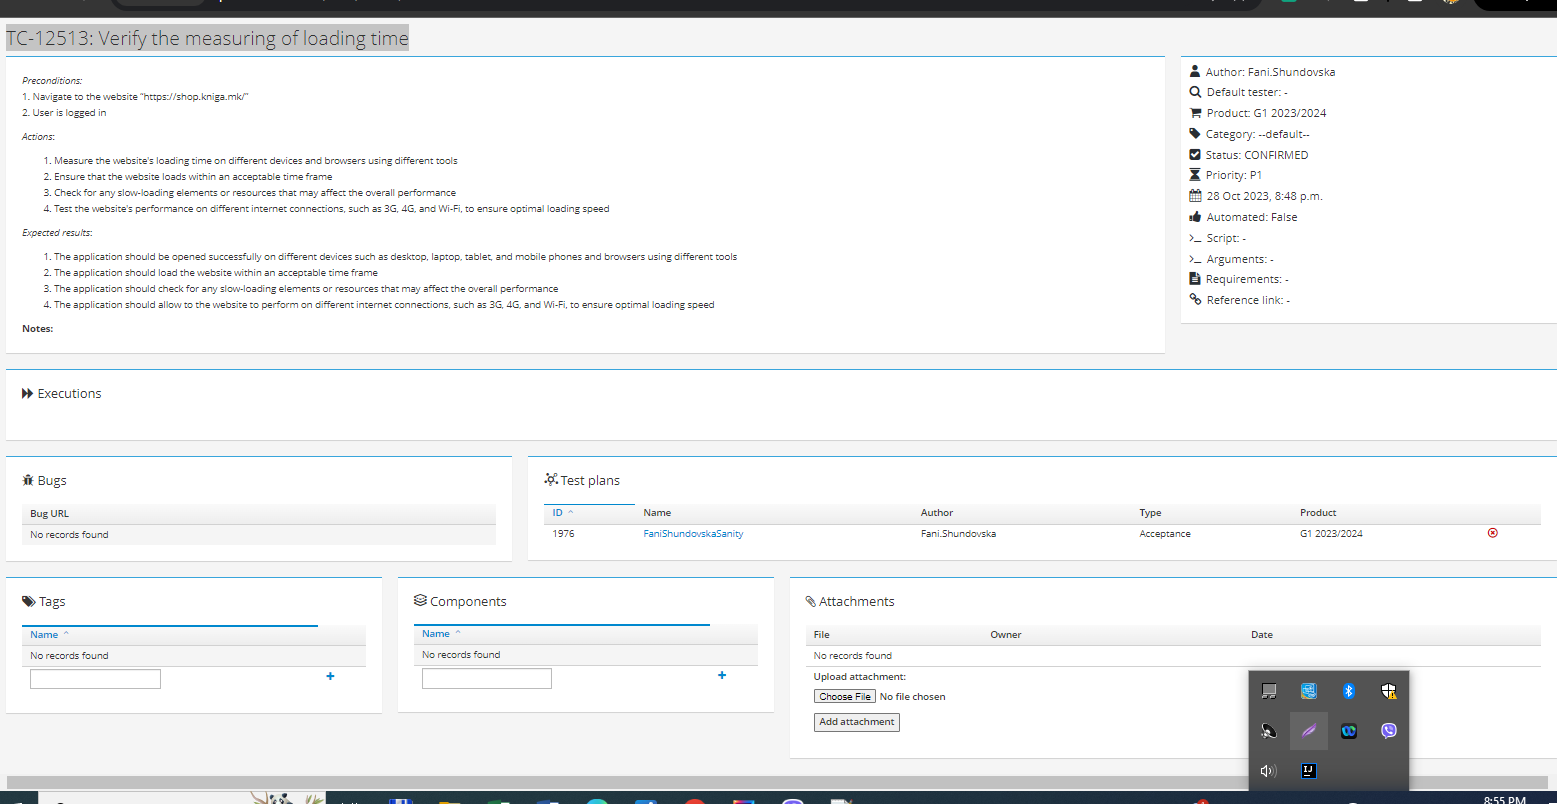 TC-12513: Verify the measuring of loading time
Preconditions:
1. Navigate to the website "https://shop.kniga.mk/"
2. User is logged in
Actions:
1. Measure the website's loading time on different devices and browsers using different tools
2. Ensure that the website loads within an acceptable time frame
3. Check for any slow-loading elements or resources that may affect the overall performance
4. Test the website's performance on different internet connections, such as 3G, 4G, and Wi-Fi, to ensure optimal loading speed
Expected results:
1. The application should be opened successfully on different devices such as desktop, laptop, tablet, and mobile phones and browsers using different tools
2. The application should load the website within an acceptable time frame
3. The application should check for any slow-loading elements or resources that may affect the overall performance
4. The application should allow to the website to perform on different internet connections, such as 3G, 4G, and Wi-Fi, to ensure optimal loading speed
Notes:
Author: Fani.Shundovska
Default tester: -
Product: G1 2023/2024
Category: --default--
Status: CONFIRMED
Priority: P1
28 Oct 2023, 8:48 p.m.
Automated: False
Script: -
Arguments: -
Requirements: -
Reference link: -
Executions
Bugs
Bug URL
No records found
Test plans
ID Name Author Type Product
1976 FaniShundovskaSanity Fani.Shundovska Acceptance G1 2023/2024
Tags
Name
No records found
Components
Name
No records found
Attachments
File Owner Date
No records found
Upload attachment:
Choose File No file chosen
Add attachment
IJ
8:55 PM